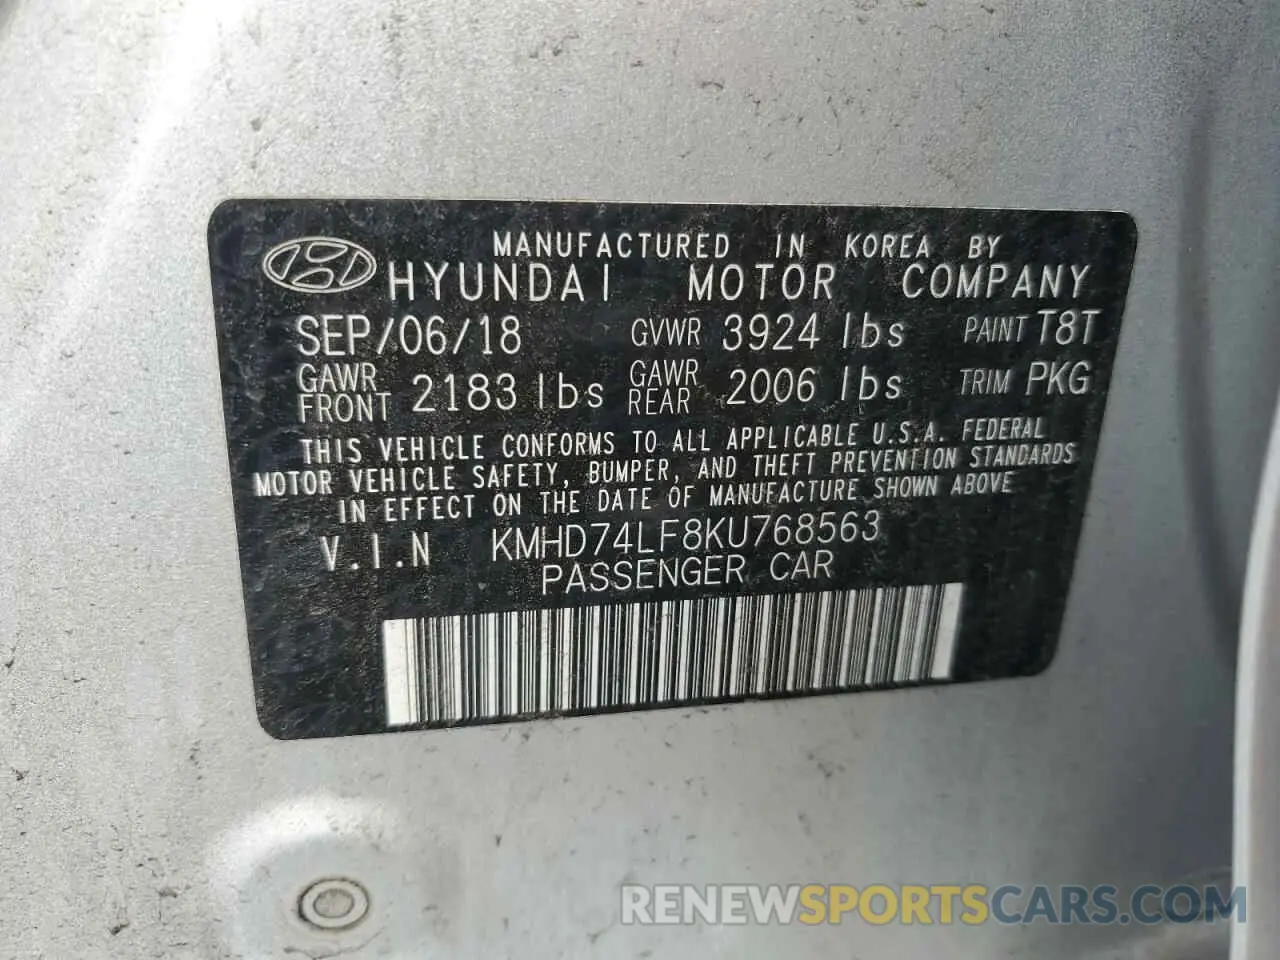 MANUFACTURED IN KOREA BY
HYUNDAI MOTOR COMPANY
SEP/06/18 GVWR 3924 lbs PAINT T8T
GAWR FRONT 2183 lbs GAWR REAR 2006 lbs TRIM PKG
THIS VEHICLE CONFORMS TO ALL APPLICABLE U.S.A. FEDERAL
MOTOR VEHICLE SAFETY, BUMPER, AND THEFT PREVENTION STANDARDS
IN EFFECT ON THE DATE OF MANUFACTURE SHOWN ABOVE
V.I.N KMHD74LF8KU768563
PASSENGER CAR
RENEWSPORTSCARS.COM